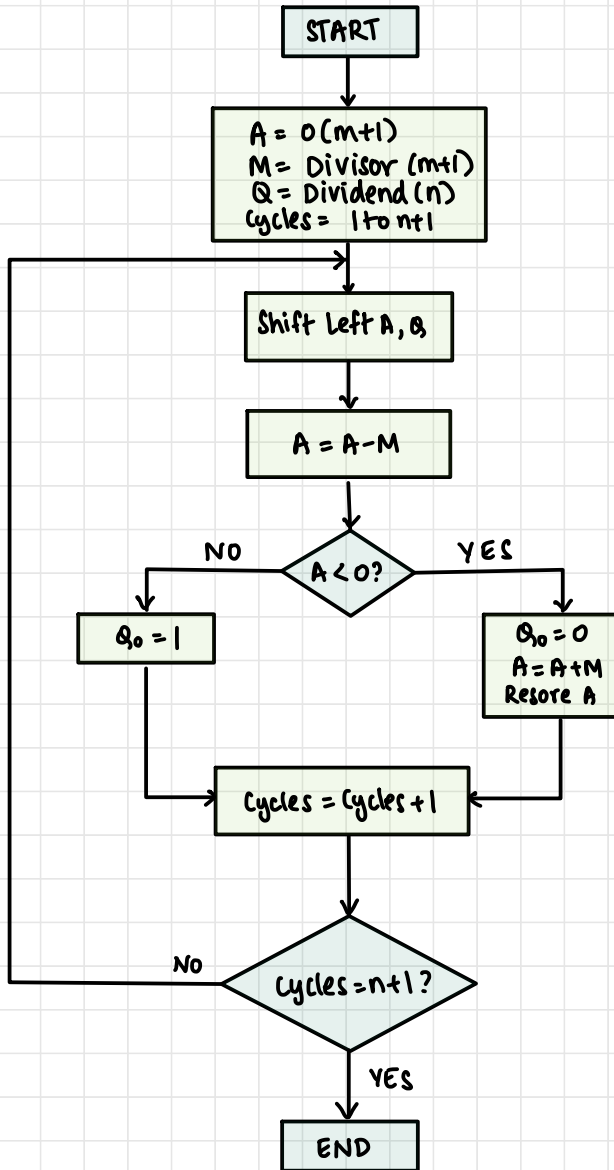 START
A = 0(m+1)
M = Divisor (m+1)
Q = Dividend (n)
Cycles = 1 to n+1
Shift Left A, Q
A = A-M
A < 0?
NO
YES
Q₀ = 1
Q₀ = 0
A = A+M
Resore A
Cycles = Cycles+1
Cycles = n+1?
NO
YES
END